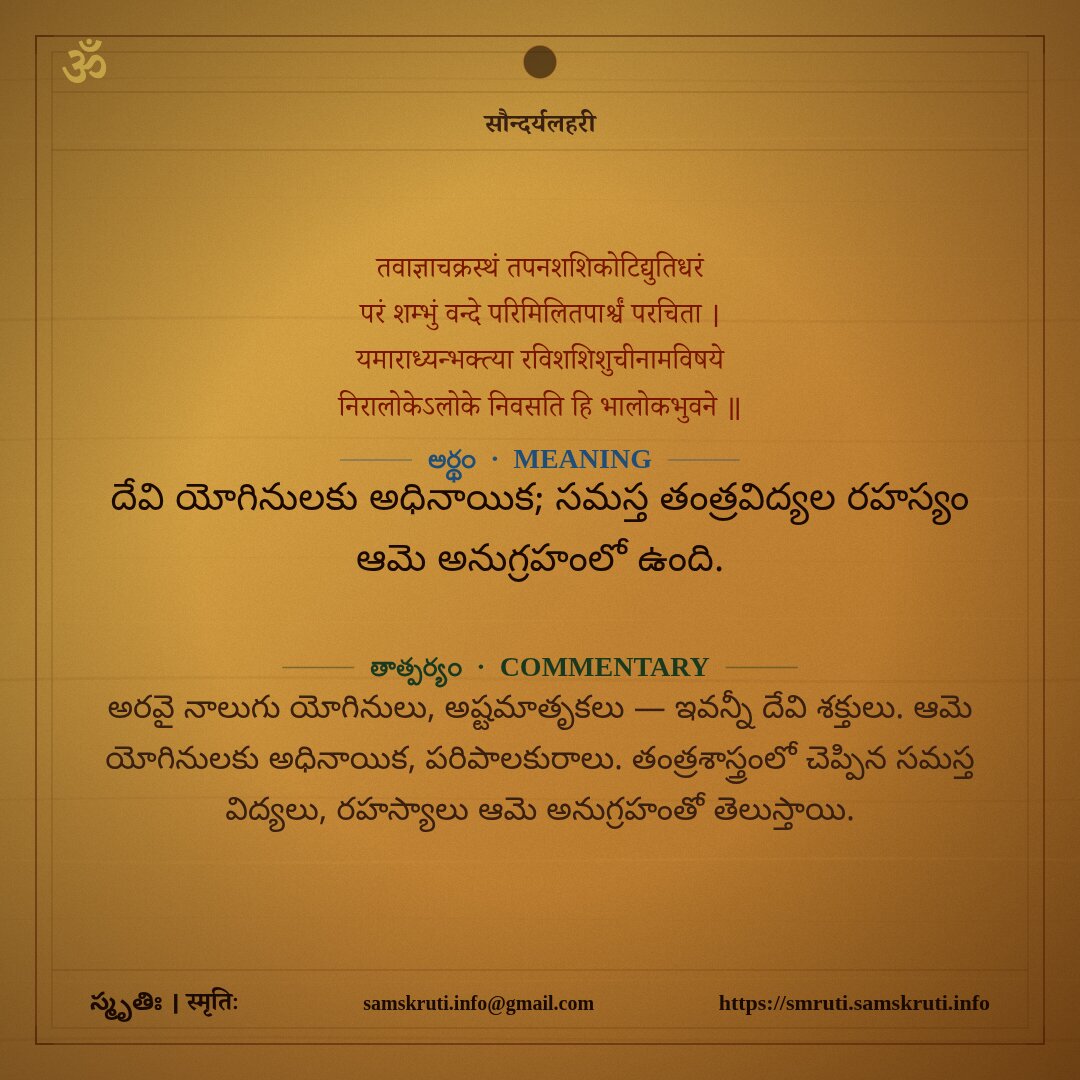 ॐ
सौन्दर्यलहरी
तवाज्ञाचक्रस्थं तपनशशिकोटिद्युतिधरं
परं शम्भुं वन्दे परिमिलितपार्श्वं परचिता |
यमाराध्यन्भक्त्या रविशशिशुचीनामविषये
निरालोकेऽलोके निवसति हि भालोकभुवने ||
అర్థం · MEANING
దేవి యోగినులకు అధినాయిక; సమస్త తంత్రవిద్యల రహస్యం
ఆమె అనుగ్రహంలో ఉంది.
తాత్పర్యం · COMMENTARY
అరవై నాలుగు యోగినులు, అష్టమాతృకలు — ఇవన్నీ దేవి శక్తులు. ఆమె
యోగినులకు అధినాయిక, పరిపాలకురాలు. తంత్రశాస్త్రంలో చెప్పిన సమస్త
విద్యలు, రహస్యాలు ఆమె అనుగ్రహంతో తెలుస్తాయి.
స్మృతిః | स्मृतिः samskruti.info@gmail.com https://smruti.samskruti.info